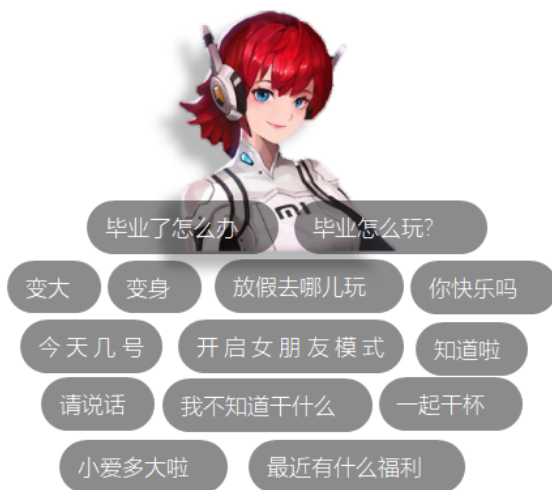 mi
毕业了怎么办 毕业怎么玩?
变大 变身 放假去哪儿玩 你快乐吗
今天几号 开启女朋友模式 知道啦
请说话 我不知道干什么 一起干杯
小爱多大啦 最近有什么福利